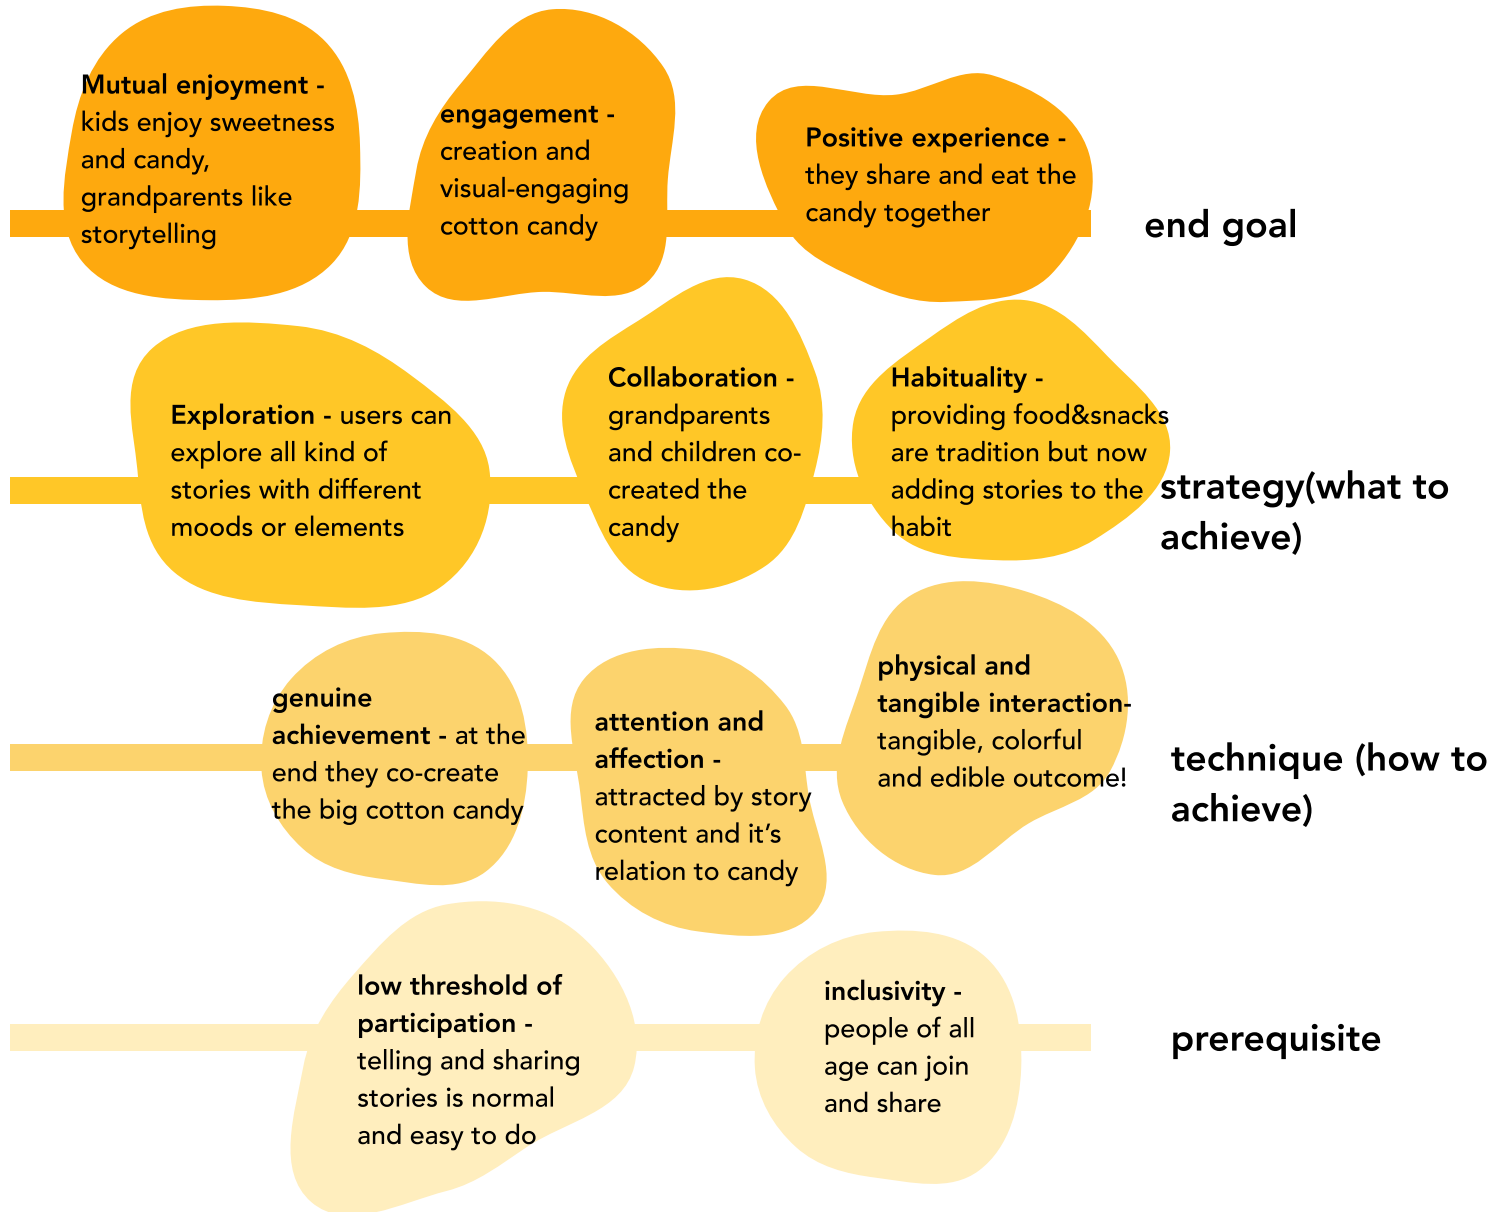 Mutual enjoyment -
kids enjoy sweetness
and candy,
grandparents like
storytelling
engagement -
creation and
visual-engaging
cotton candy
Positive experience -
they share and eat the
candy together
end goal
Exploration - users can
explore all kind of
stories with different
moods or elements
Collaboration -
grandparents
and children co-
created the
candy
Habituality -
providing food&snacks
are tradition but now
adding stories to the
habit
strategy(what to
achieve)
genuine
achievement - at the
end they co-create
the big cotton candy
attention and
affection -
attracted by story
content and it’s
relation to candy
physical and
tangible interaction-
tangible, colorful
and edible outcome!
technique (how to
achieve)
low threshold of
participation -
telling and sharing
stories is normal
and easy to do
inclusivity -
people of all
age can join
and share
prerequisite